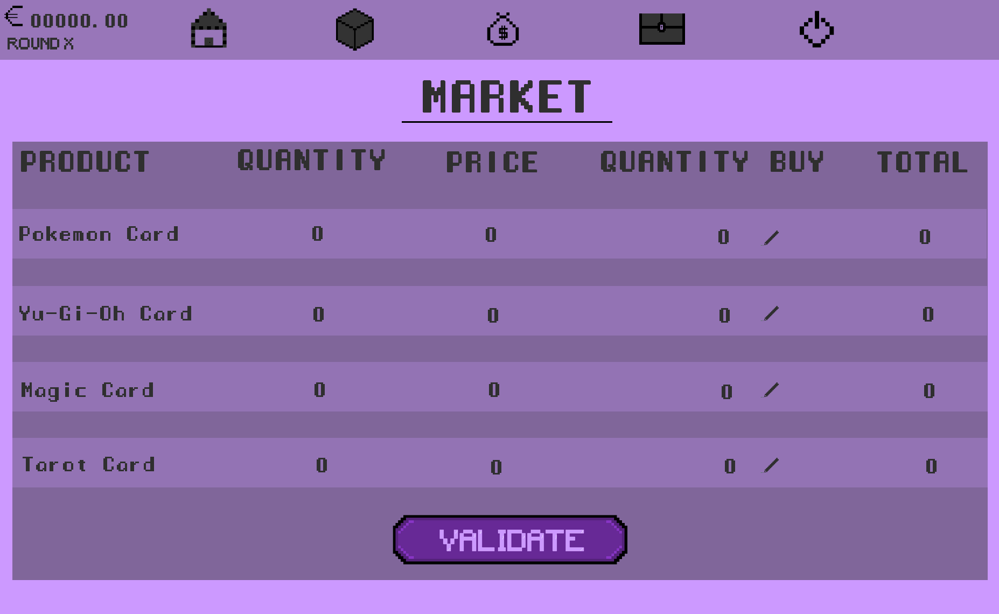 € 00000.00
ROUND X
$
MARKET
PRODUCT QUANTITY PRICE QUANTITY BUY TOTAL
Pokemon Card 0 0 0 0
Yu-Gi-Oh Card 0 0 0 0
Magic Card 0 0 0 0
Tarot Card 0 0 0 0
VALIDATE